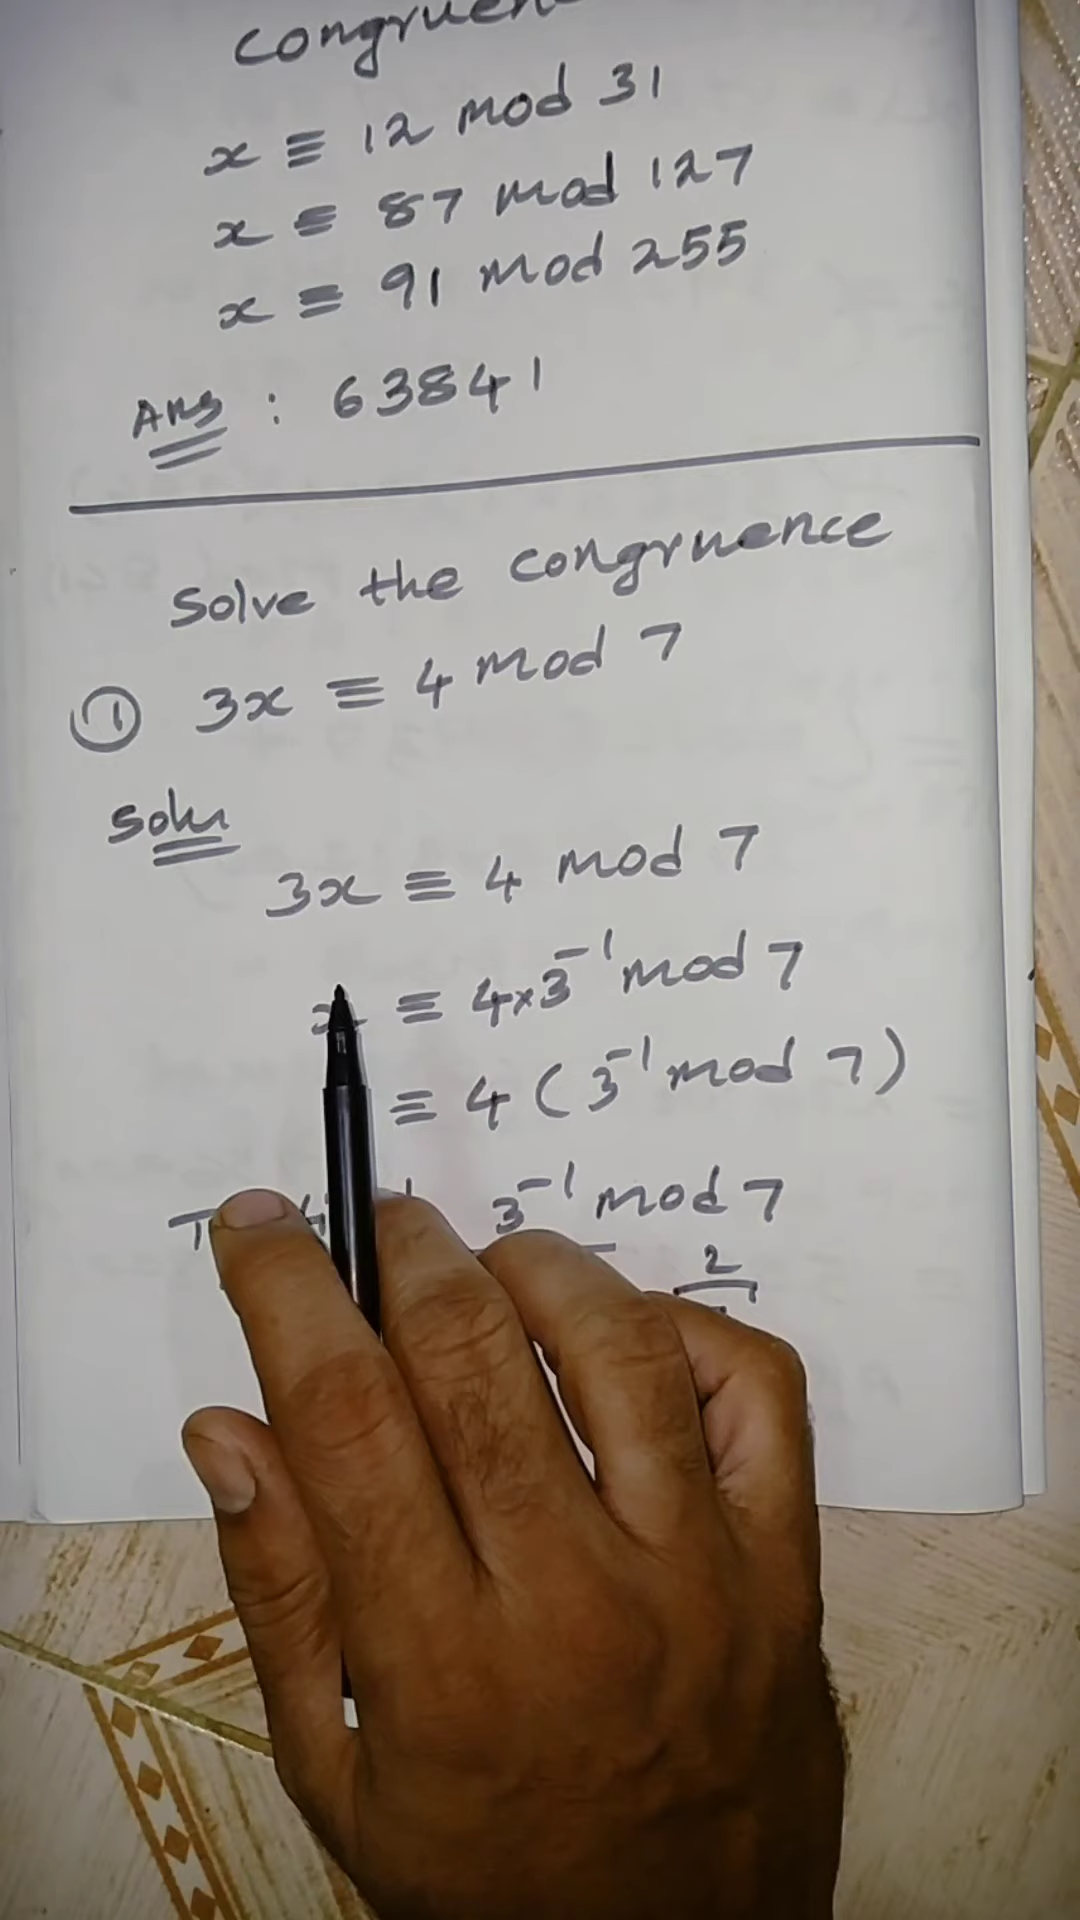 x ≡ 12 mod 31
x ≡ 87 mod 127
x ≡ 91 mod 255
Ans : 63841
Solve the congruence
① 3x ≡ 4 mod 7
Soln
3x ≡ 4 mod 7
x ≡ 4×3⁻¹ mod 7
≡ 4 ( 3⁻¹ mod 7 )
3⁻¹ mod 7
2